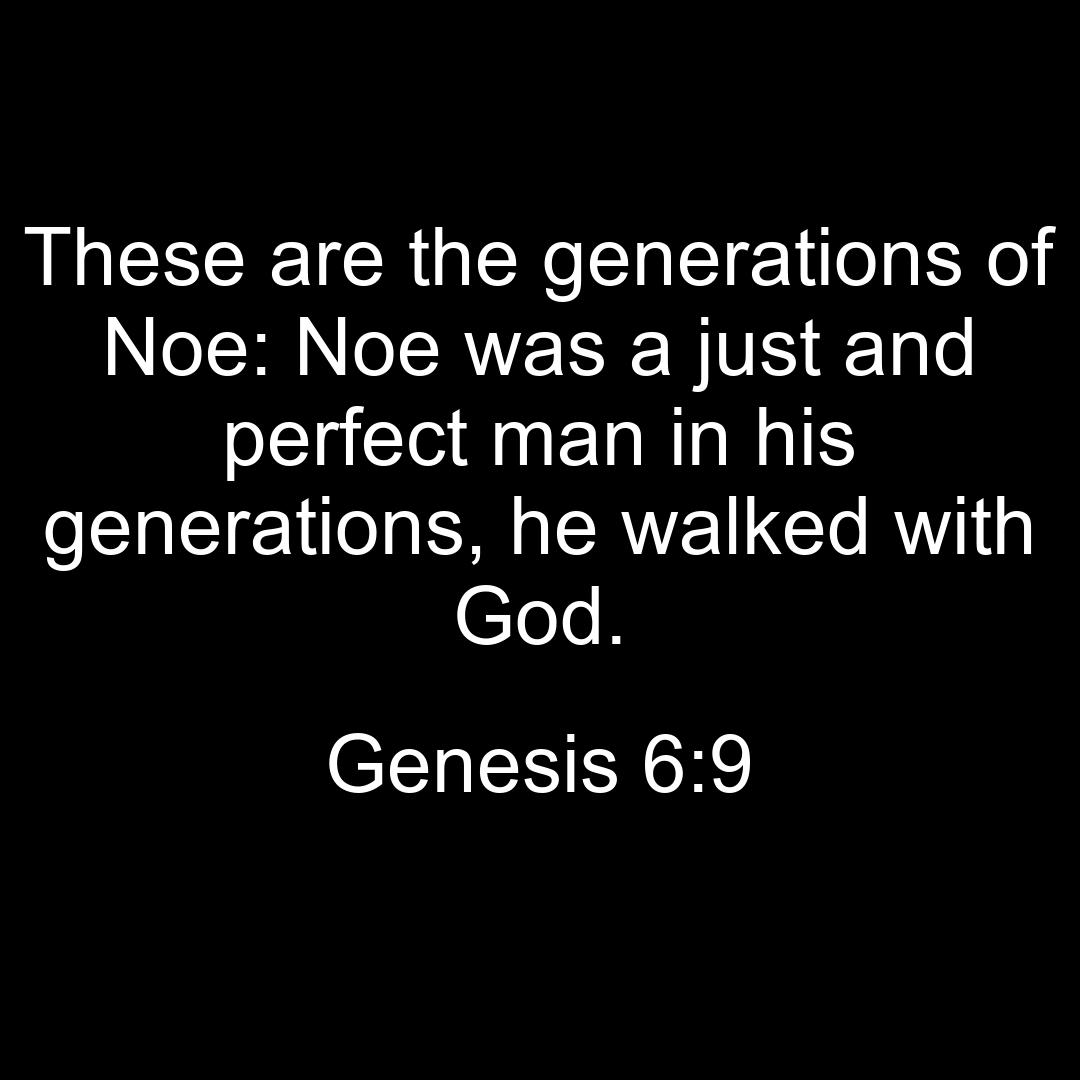 These are the generations of
Noe: Noe was a just and
perfect man in his
generations, he walked with
God.
Genesis 6:9